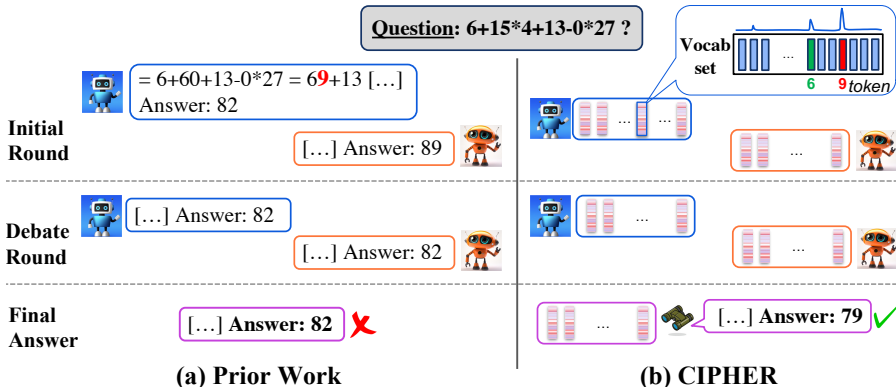 Question: 6+15*4+13-0*27 ?
Vocab
set
...
6
9 token
Initial
Round
= 6+60+13-0*27 = 69+13 [...]
Answer: 82
[...] Answer: 89
... ...
...
Debate
Round
[...] Answer: 82
[...] Answer: 82
...
...
Final
Answer
[...] Answer: 82
...
[...] Answer: 79
(a) Prior Work
(b) CIPHER